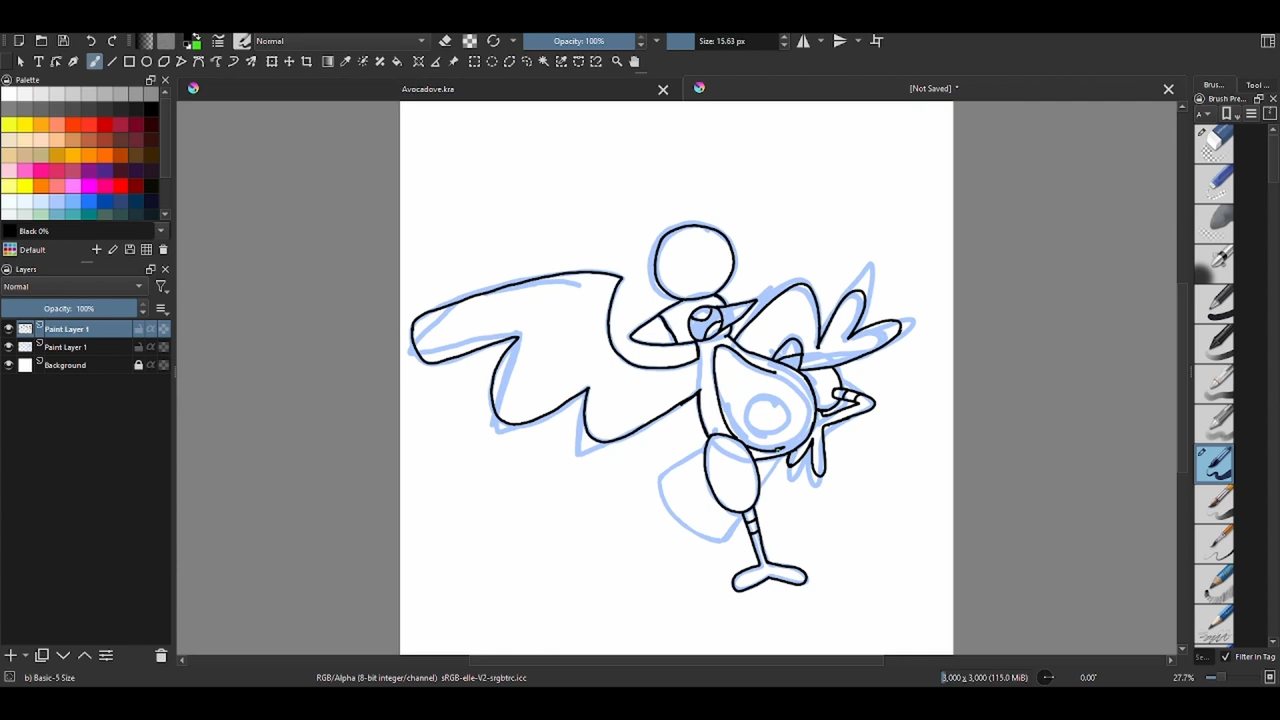 Normal
Opacity: 100%
Size: 15.63 px
Palette
Avocadove.kra
[Not Saved] *
Brus...
Tool ...
Brush Pre...
A
Black 0%
Default
Layers
Normal
Opacity: 100%
Paint Layer 1
Paint Layer 1
Background
Se...
Filter in Tag
b) Basic-5 Size
RGB/Alpha (8-bit integer/channel) sRGB-elle-V2-srgbtrc.icc
3,000 x 3,000 (115.0 MiB)
0.00°
27.7%